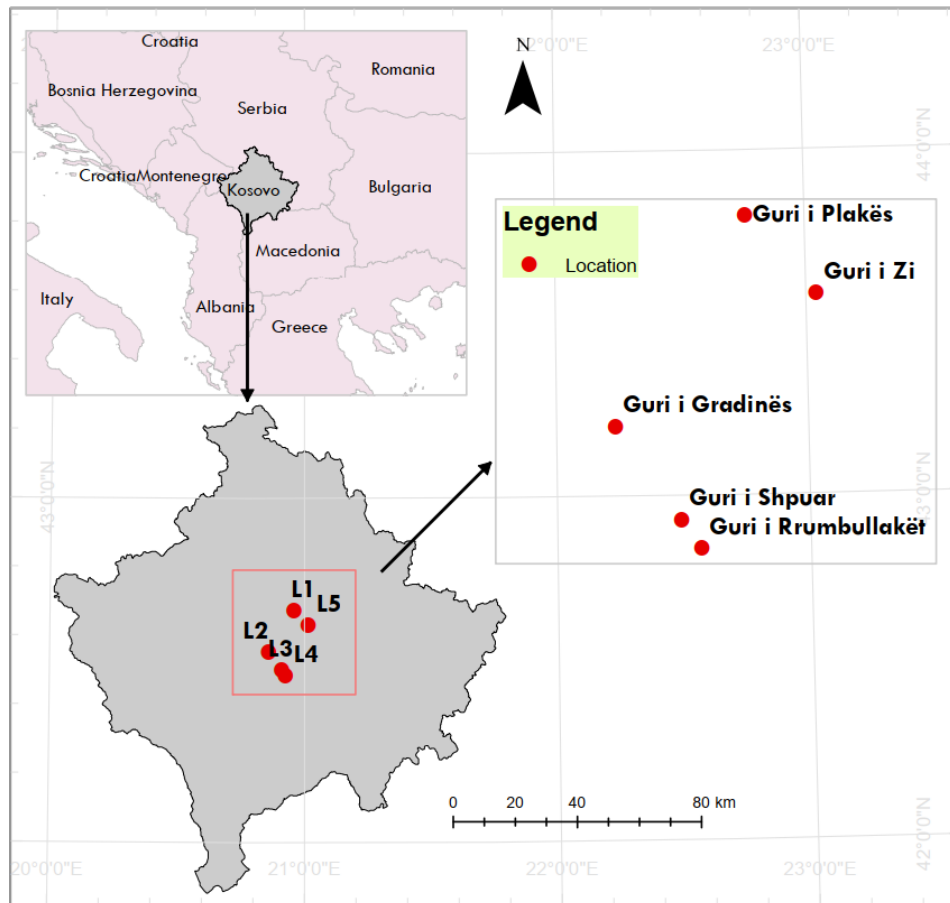 22°0'0"E
23°0'0"E
N
Croatia
Romania
Bosnia Herzegovina
Serbia
CroatiaMontenegro
Kosovo
Bulgaria
Macedonia
Italy
Albania
Greece
44°0'0"N
Legend
Location
Guri i Plakës
Guri i Zi
Guri i Gradinës
Guri i Shpuar
Guri i Rrumbullakët
43°0'0"N
43°0'0"N
L1
L5
L2
L3
L4
0 20 40 80 km
42°0'0"N
20°0'0"E
21°0'0"E
22°0'0"E
23°0'0"E